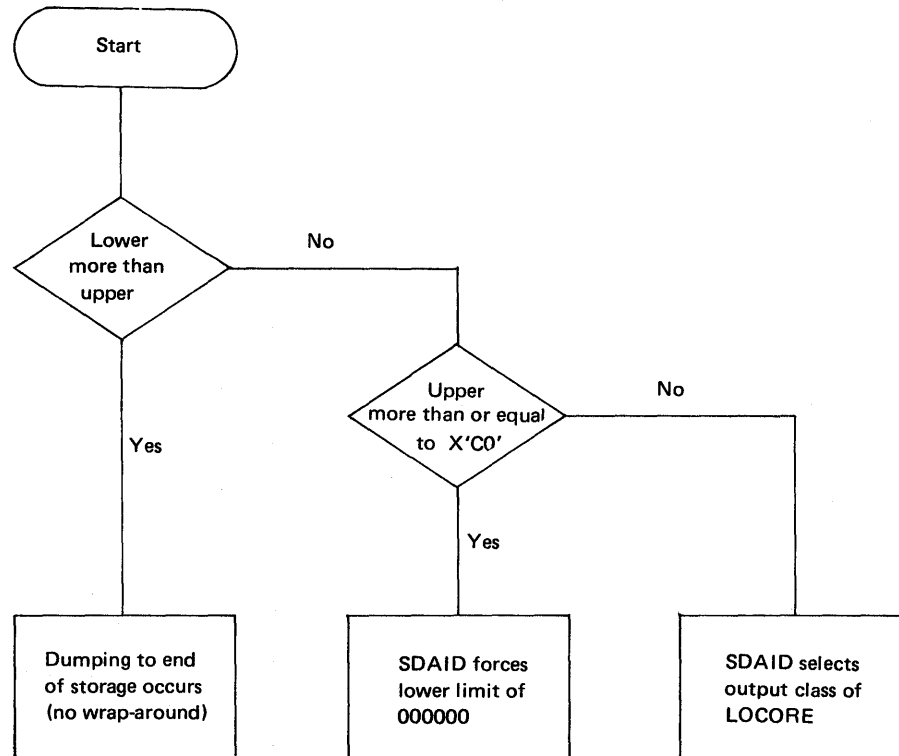 Start
Lower
more than
upper
No
Upper
more than or equal
to X'C0'
No
Yes
Yes
Dumping to end
of storage occurs
(no wrap-around)
SDAID forces
lower limit of
000000
SDAID selects
output class of
LOCORE